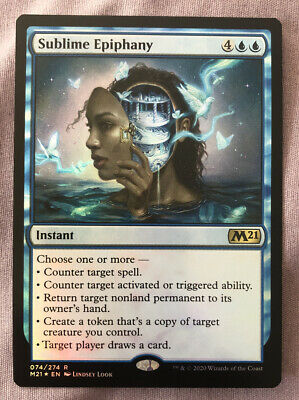 Sublime Epiphany 4
Instant M21
Choose one or more —
• Counter target spell.
• Counter target activated or triggered ability.
• Return target nonland permanent to its
owner's hand.
• Create a token that's a copy of target
creature you control.
• Target player draws a card.
074/274 R
M21 ★ EN Lindsey Look
™ & © 2020 Wizards of the Coast